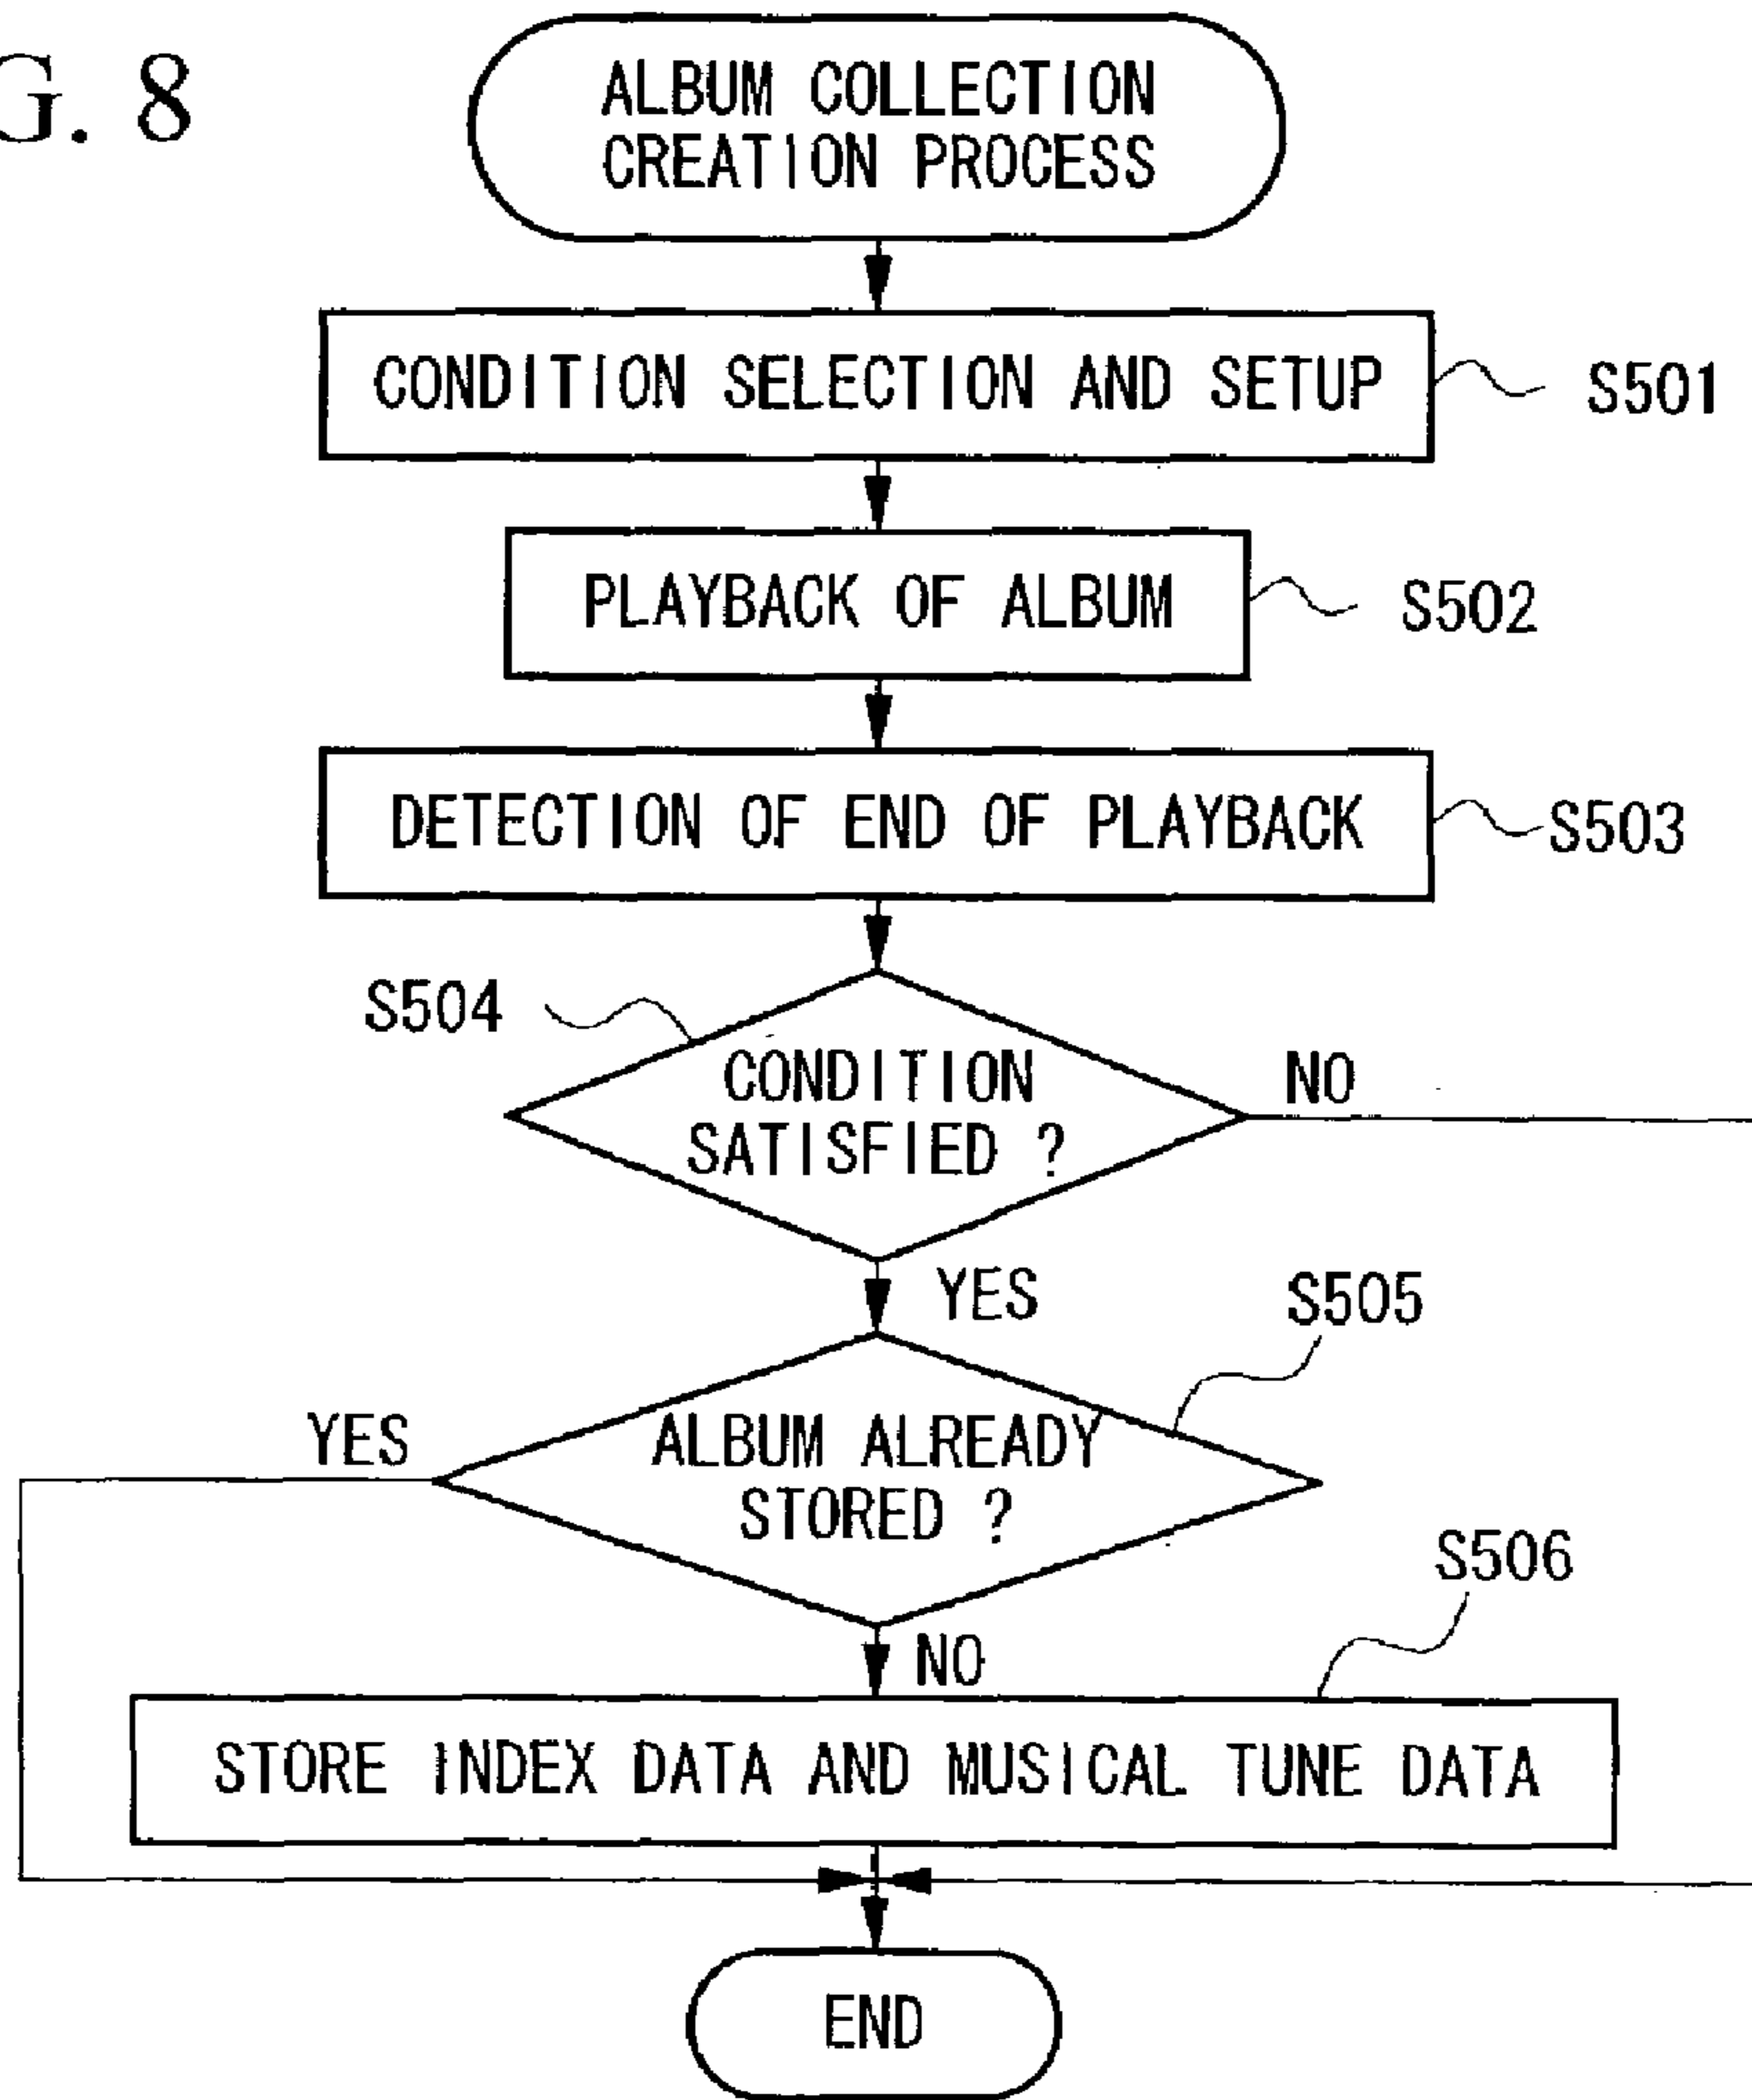 G. 8
ALBUM COLLECTION
CREATION PROCESS
CONDITION SELECTION AND SETUP
S501
PLAYBACK OF ALBUM
S502
DETECTION OF END OF PLAYBACK
S503
S504
CONDITION
SATISFIED ?
NO
YES
S505
YES
ALBUM ALREADY
STORED ?
S506
NO
STORE INDEX DATA AND MUSICAL TUNE DATA
END